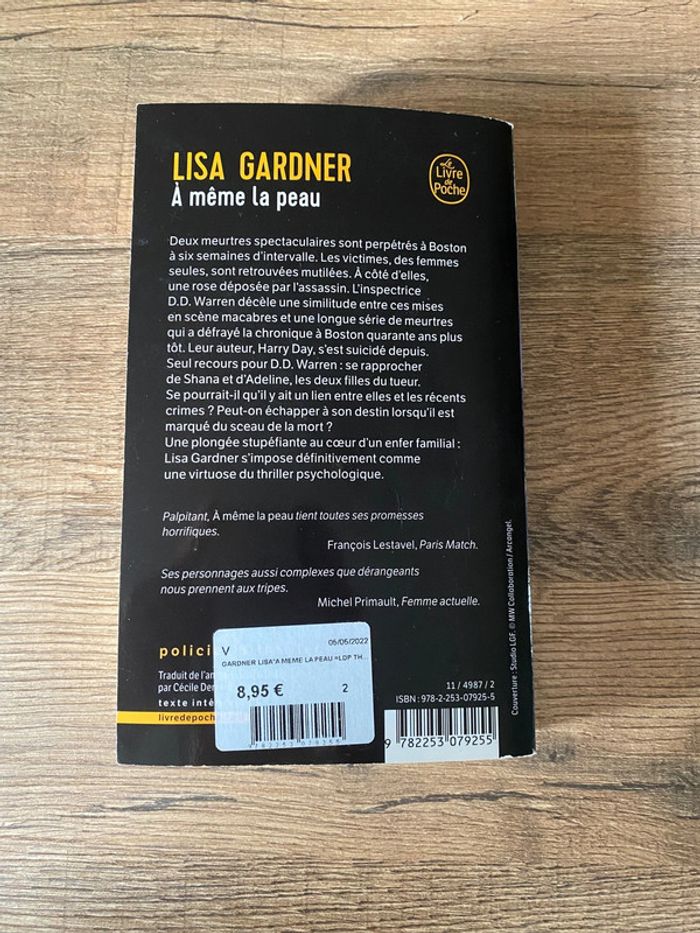 LISA GARDNER
À même la peau
Le
Livre
de
Poche
Deux meurtres spectaculaires sont perpétrés à Boston
à six semaines d'intervalle. Les victimes, des femmes
seules, sont retrouvées mutilées. À côté d'elles,
une rose déposée par l'assassin. L'inspectrice
D.D. Warren décèle une similitude entre ces mises
en scène macabres et une longue série de meurtres
qui a défrayé la chronique à Boston quarante ans plus
tôt. Leur auteur, Harry Day, s'est suicidé depuis.
Seul recours pour D.D. Warren : se rapprocher
de Shana et d'Adeline, les deux filles du tueur.
Se pourrait-il qu'il y ait un lien entre elles et les récents
crimes ? Peut-on échapper à son destin lorsqu'il est
marqué du sceau de la mort ?
Une plongée stupéfiante au cœur d'un enfer familial :
Lisa Gardner s'impose définitivement comme
une virtuose du thriller psychologique.
Palpitant, À même la peau tient toutes ses promesses
horrifiques.
François Lestavel, Paris Match.
Ses personnages aussi complexes que dérangeants
nous prennent aux tripes.
Michel Primault, Femme actuelle.
polici
Traduit de l'an
par Cécile De
texte inté
livredepoche
V 05/05/2022
GARDNER LISA*A MEME LA PEAU =LDP TH...
8,95 € 2
9782253 079255
11 / 4987 / 2
ISBN : 978-2-253-07925-5
9 782253 079255
Couverture : Studio LGF. © MW Collaboration / Arcangel.